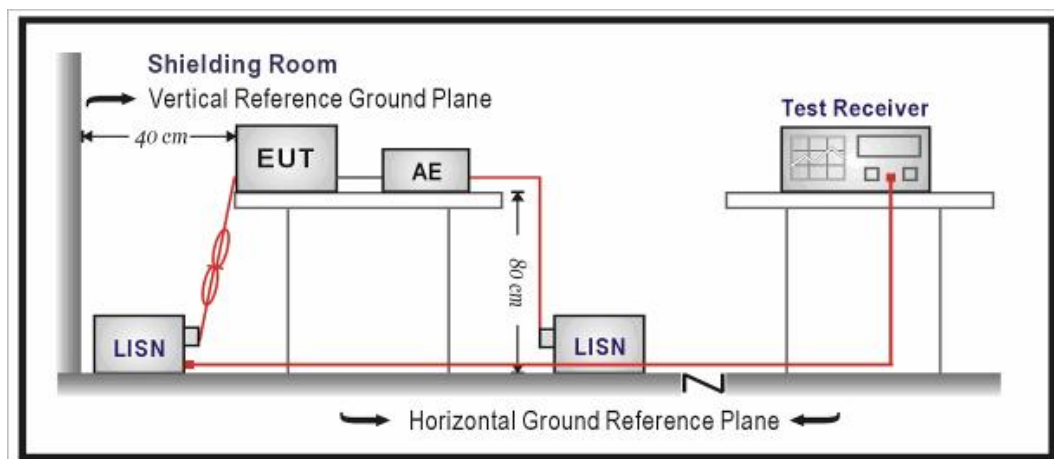 Shielding Room
Vertical Reference Ground Plane
40 cm
EUT
AE
Test Receiver
80 cm
LISN
LISN
Horizontal Ground Reference Plane